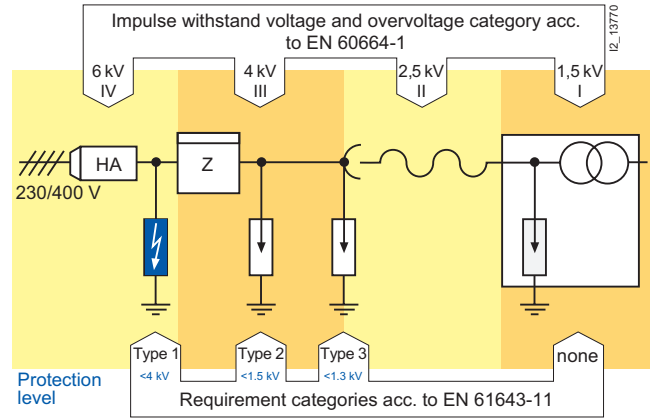 Impulse withstand voltage and overvoltage category acc.
to EN 60664-1
I2_13770
6 kV
IV
4 kV
III
2,5 kV
II
1,5 kV
I
HA
Z
230/400 V
Type 1
<4 kV
Type 2
<1.5 kV
Type 3
<1.3 kV
none
Protection
level
Requirement categories acc. to EN 61643-11